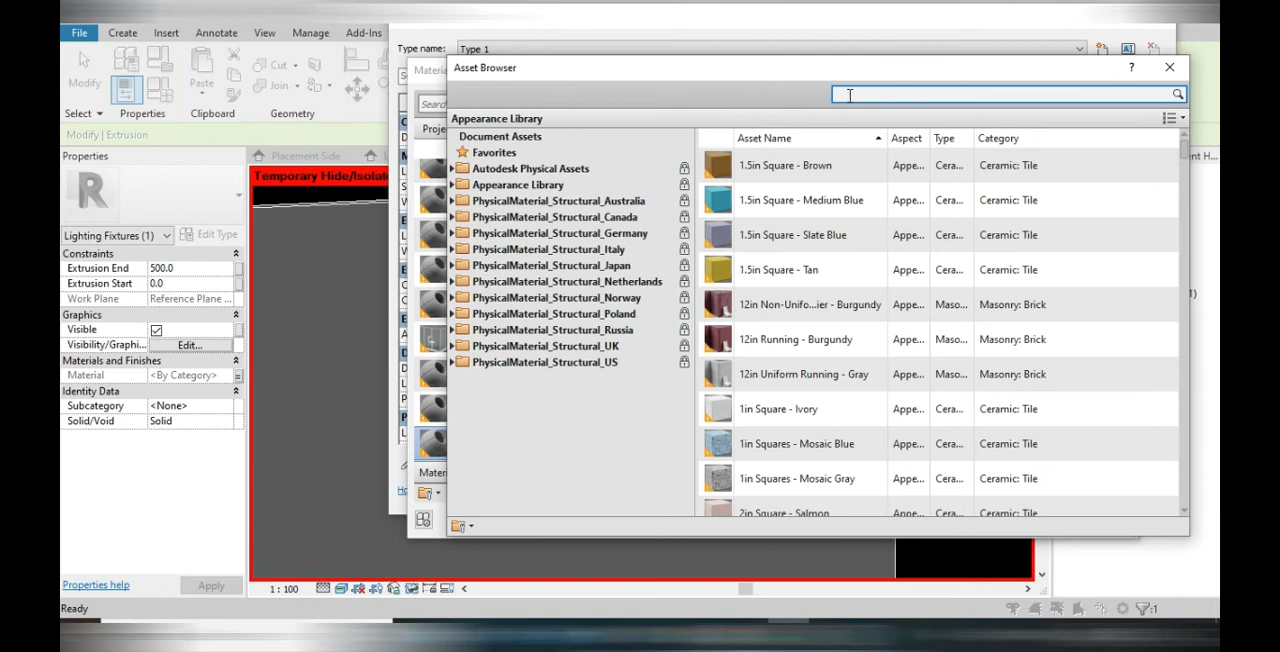 File Create Insert Annotate View Manage Add-Ins
Type name: Type 1
Asset Browser
?
Modify
Cut
Join
Paste
Select Properties Clipboard Geometry
Modify | Extrusion
Properties
Placement Side
Temporary Hide/Isolate
Lighting Fixtures (1) Edit Type
Constraints
Extrusion End 500.0
Extrusion Start 0.0
Work Plane Reference Plane ...
Graphics
Visible
Visibility/Graphi... Edit...
Materials and Finishes
Material <By Category>
Identity Data
Subcategory <None>
Solid/Void Solid
Properties help Apply
Ready
1 : 100
Appearance Library
Document Assets
Favorites
Autodesk Physical Assets
Appearance Library
PhysicalMaterial_Structural_Australia
PhysicalMaterial_Structural_Canada
PhysicalMaterial_Structural_Germany
PhysicalMaterial_Structural_Italy
PhysicalMaterial_Structural_Japan
PhysicalMaterial_Structural_Netherlands
PhysicalMaterial_Structural_Norway
PhysicalMaterial_Structural_Poland
PhysicalMaterial_Structural_Russia
PhysicalMaterial_Structural_UK
PhysicalMaterial_Structural_US
Asset Name Aspect Type Category
1.5in Square - Brown Appe... Cera... Ceramic: Tile
1.5in Square - Medium Blue Appe... Cera... Ceramic: Tile
1.5in Square - Slate Blue Appe... Cera... Ceramic: Tile
1.5in Square - Tan Appe... Cera... Ceramic: Tile
12in Non-Unifo...ier - Burgundy Appe... Maso... Masonry: Brick
12in Running - Burgundy Appe... Maso... Masonry: Brick
12in Uniform Running - Gray Appe... Maso... Masonry: Brick
1in Square - Ivory Appe... Cera... Ceramic: Tile
1in Squares - Mosaic Blue Appe... Cera... Ceramic: Tile
1in Squares - Mosaic Gray Appe... Cera... Ceramic: Tile
2in Square - Salmon Appe... Cera... Ceramic: Tile
:1